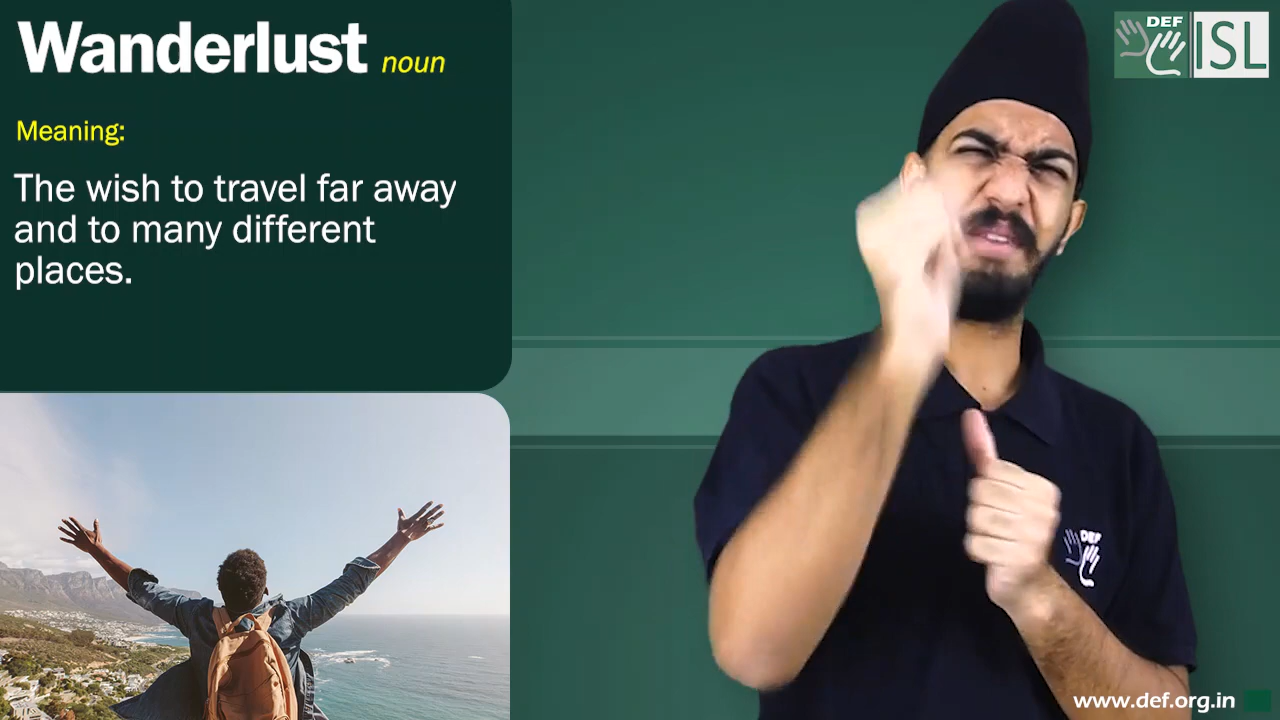 Wanderlust noun
Meaning:
The wish to travel far away
and to many different
places.
DEF
ISL
DEF
www.def.org.in